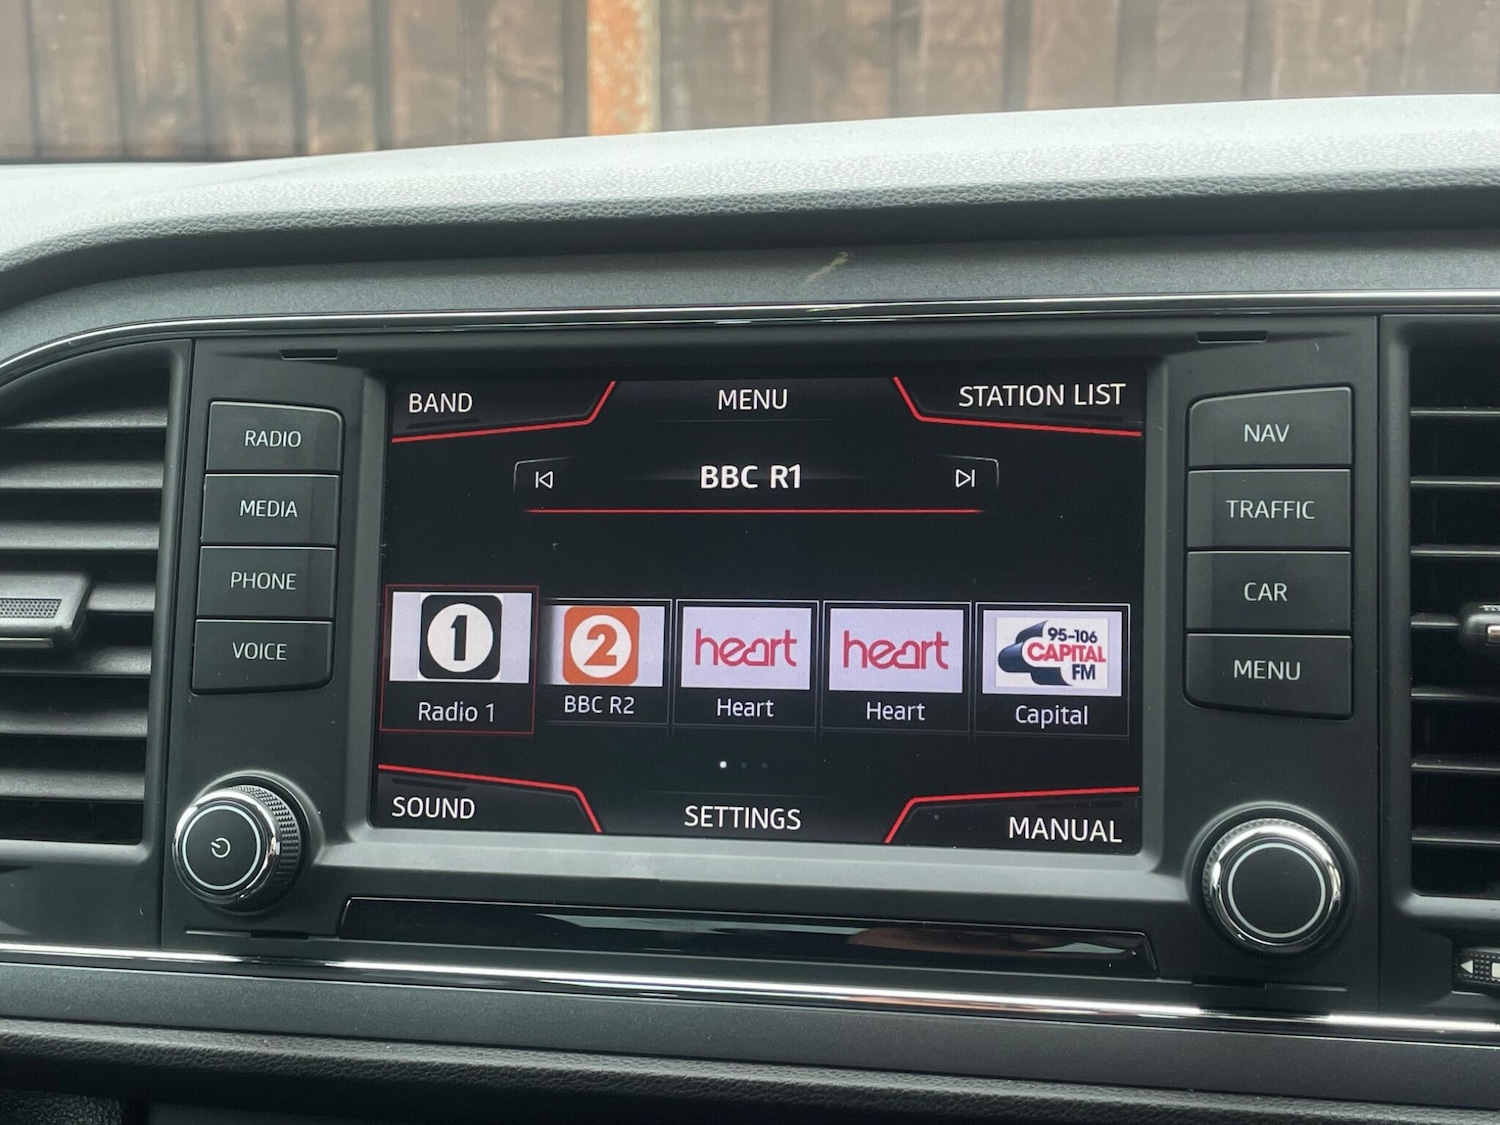 BAND
MENU
STATION LIST
BBC R1
RADIO
MEDIA
PHONE
VOICE
NAV
TRAFFIC
CAR
MENU
1
2
heart
heart
95-106
CAPITAL
FM
Radio 1
BBC R2
Heart
Heart
Capital
SOUND
SETTINGS
MANUAL